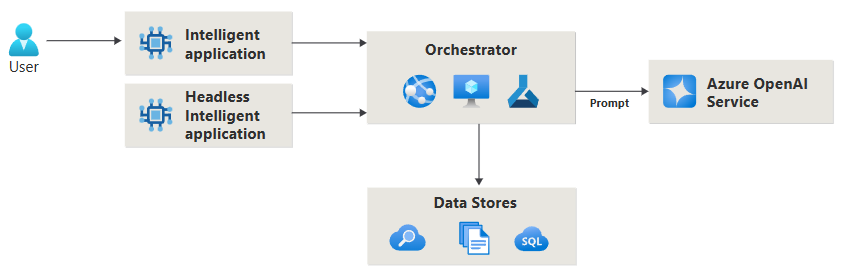 User
Intelligent
application
Headless
Intelligent
application
Orchestrator
Prompt
Azure OpenAI
Service
Data Stores
SQL